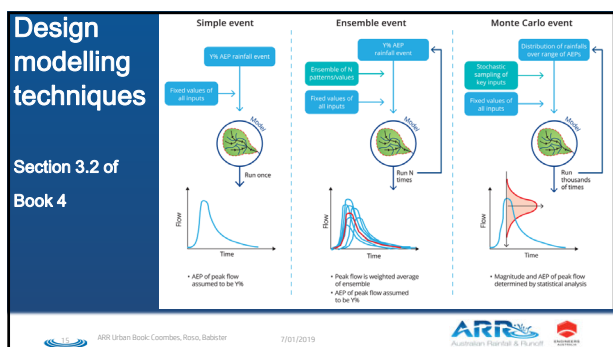 Design
modelling
techniques
Section 3.2 of
Book 4
Simple event
Y% AEP rainfall event
Fixed values of
all inputs
Model
Run once
Flow
Time
• AEP of peak flow
assumed to be Y%
Ensemble event
Y% AEP
rainfall event
Ensemble of N
patterns/values
Fixed values of
all inputs
Model
Run N
times
Flow
Time
• Peak flow is weighted average
of ensemble
• AEP of peak flow assumed
to be Y%
Monte Carlo event
Distribution of rainfalls
over range of AEPs
Stochastic
sampling of
key inputs
Fixed values of
all inputs
Model
Run
thousands
of times
Flow
Time
• Magnitude and AEP of peak flow
determined by statistical analysis
15
ARR Urban Book: Coombes, Roso, Babister
7/01/2019
ARR
Australian Rainfall & Runoff
ENGINEERS
AUSTRALIA